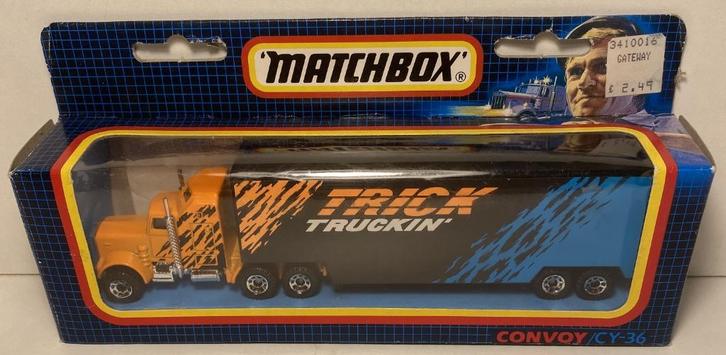 'MATCHBOX'®
3410016
GATEWAY
£ 2.49
TRICK
TRUCKIN'
CONVOY/CY-36